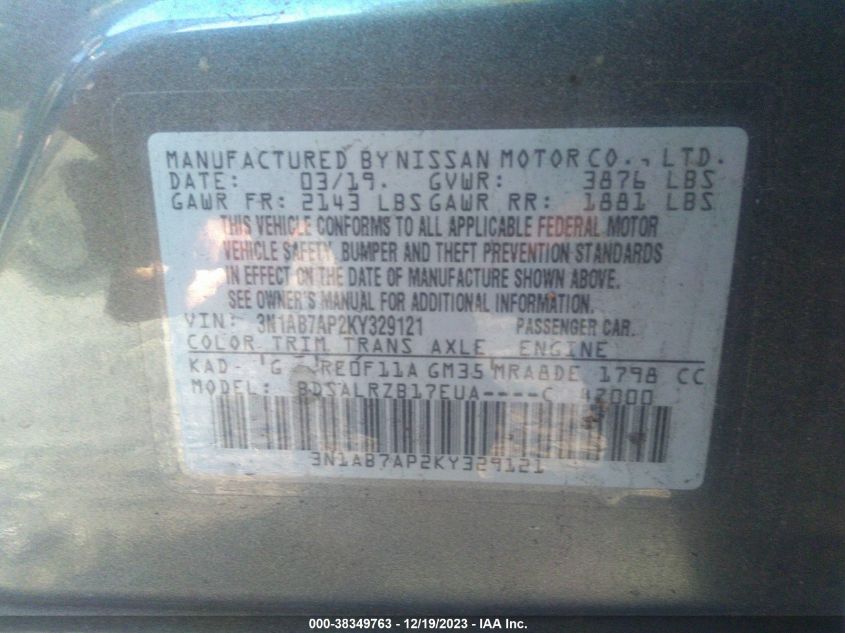 MANUFACTURED BY NISSAN MOTOR CO., LTD.
DATE: 03/19. GVWR: 3876 LBS
GAWR FR: 2143 LBS GAWR RR: 1881 LBS
THIS VEHICLE CONFORMS TO ALL APPLICABLE FEDERAL MOTOR
VEHICLE SAFETY, BUMPER AND THEFT PREVENTION STANDARDS
IN EFFECT ON THE DATE OF MANUFACTURE SHOWN ABOVE.
SEE OWNER'S MANUAL FOR ADDITIONAL INFORMATION.
VIN: 3N1AB7AP2KY329121 PASSENGER CAR.
COLOR TRIM TRANS AXLE ENGINE
KAD- G RE0F11A GM35 MRA8DE 1798 CC
MODEL: BDSALRZB17EUA----C
3N1AB7AP2KY329121
000-38349763 - 12/19/2023 - IAA Inc.